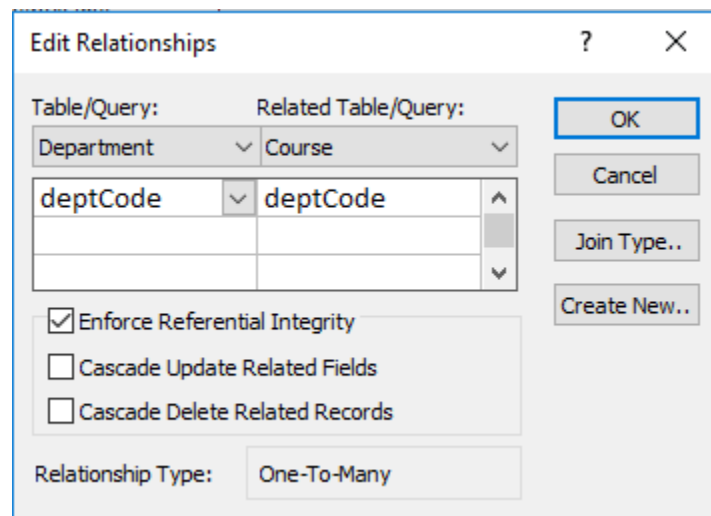 Edit Relationships ? X
Table/Query: Related Table/Query:
Department Course
OK
deptCode deptCode
Cancel
Join Type..
Create New..
Enforce Referential Integrity
Cascade Update Related Fields
Cascade Delete Related Records
Relationship Type: One-To-Many